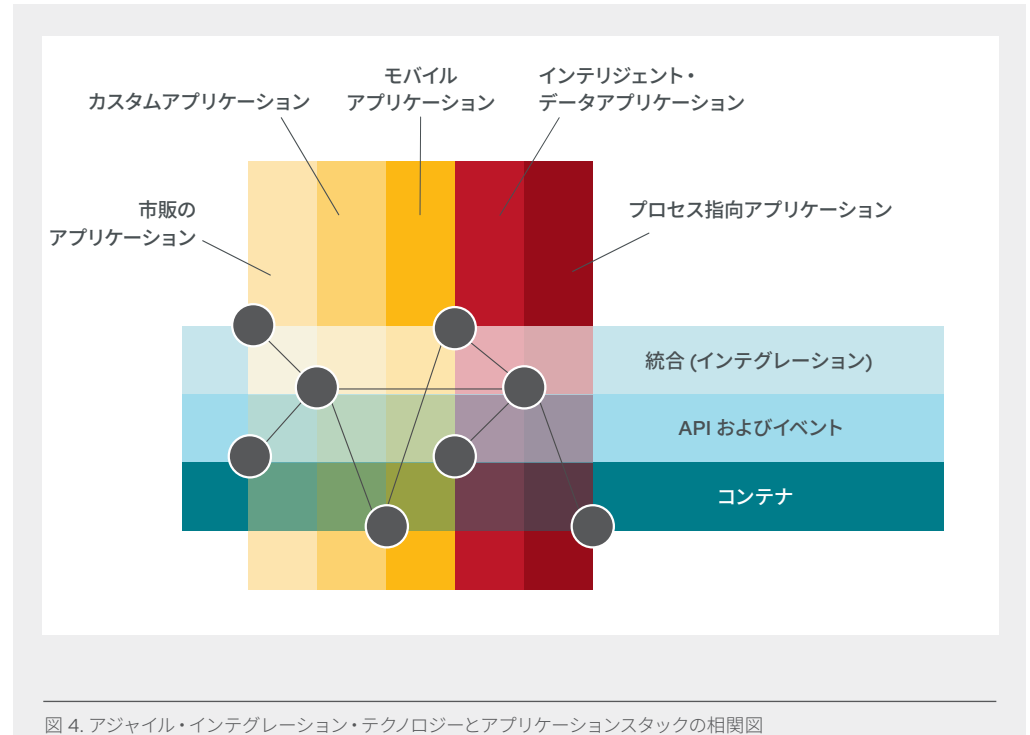 モバイル
アプリケーション
インテリジェント・
データアプリケーション
カスタムアプリケーション
市販の
アプリケーション
プロセス指向アプリケーション
統合 (インテグレーション)
API およびイベント
コンテナ
図 4. アジャイル・インテグレーション・テクノロジーとアプリケーションスタックの相関図